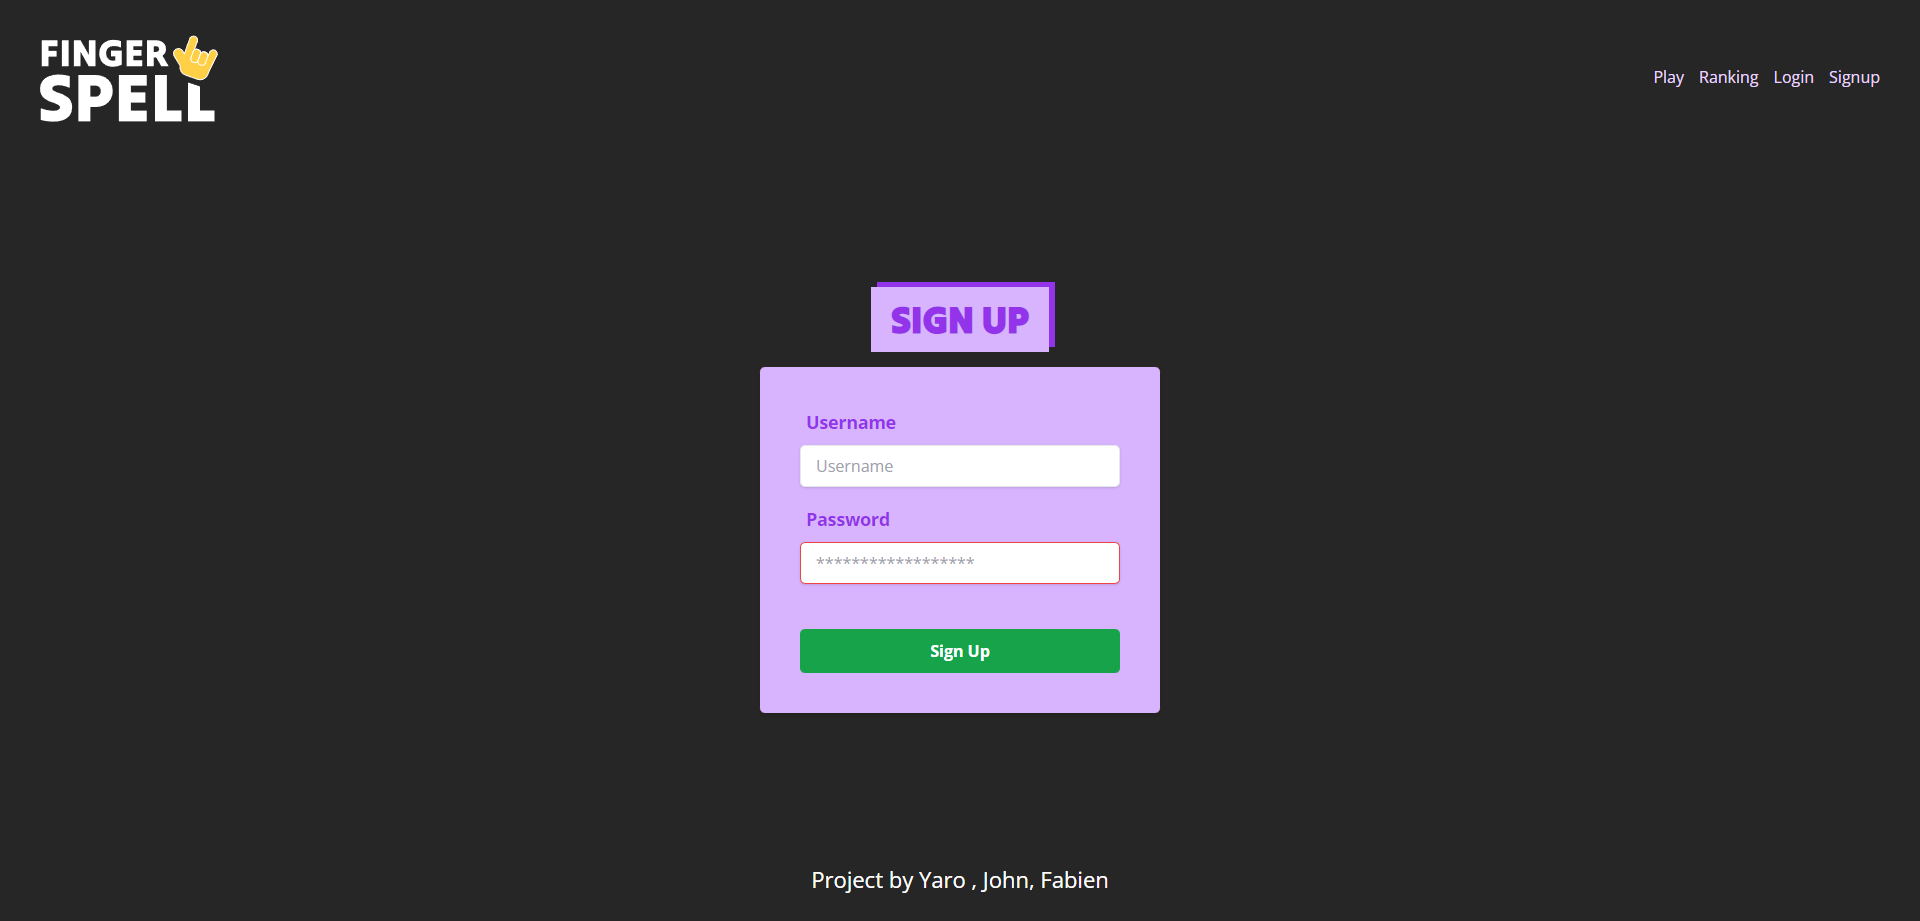 FINGER
SPELL
Play Ranking Login Signup
SIGN UP
Username
Username
Password
******************
Sign Up
Project by Yaro , John, Fabien